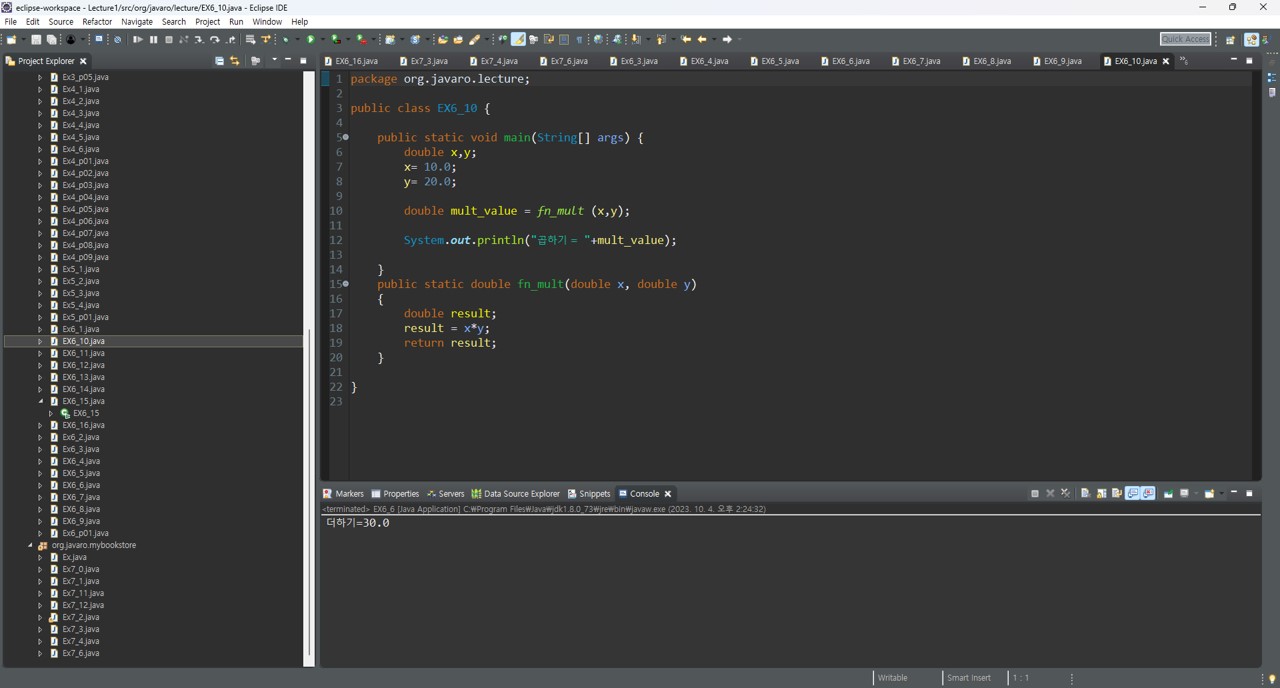 eclipse-workspace - Lecture1/src/org/javaro/lecture/EX6_10.java - Eclipse IDE
File Edit Source Refactor Navigate Search Project Run Window Help
Quick Access
Project Explorer
Ex3_p05.java
Ex4_1.java
Ex4_2.java
Ex4_3.java
Ex4_4.java
Ex4_5.java
Ex4_6.java
Ex4_p01.java
Ex4_p02.java
Ex4_p03.java
Ex4_p04.java
Ex4_p05.java
Ex4_p06.java
Ex4_p07.java
Ex4_p08.java
Ex4_p09.java
Ex5_1.java
Ex5_2.java
Ex5_3.java
Ex5_4.java
Ex5_p01.java
Ex6_1.java
EX6_10.java
EX6_11.java
EX6_12.java
EX6_13.java
EX6_14.java
EX6_15.java
EX6_15
EX6_16.java
Ex6_2.java
Ex6_3.java
EX6_4.java
EX6_5.java
EX6_6.java
EX6_7.java
EX6_8.java
EX6_9.java
Ex6_p01.java
org.javaro.mybookstore
Ex.java
Ex7_0.java
Ex7_1.java
Ex7_11.java
Ex7_12.java
Ex7_2.java
Ex7_3.java
Ex7_4.java
Ex7_6.java
EX6_16.java Ex7_3.java Ex7_4.java Ex7_6.java Ex6_3.java EX6_4.java EX6_5.java EX6_6.java EX6_7.java EX6_8.java EX6_9.java EX6_10.java
1 package org.javaro.lecture;
2
3 public class EX6_10 {
4
5 public static void main(String[] args) {
6 double x,y;
7 x= 10.0;
8 y= 20.0;
9
10 double mult_value = fn_mult (x,y);
11
12 System.out.println("곱하기 = "+mult_value);
13
14 }
15 public static double fn_mult(double x, double y)
16 {
17 double result;
18 result = x*y;
19 return result;
20 }
21
22 }
23
Markers Properties Servers Data Source Explorer Snippets Console
<terminated> EX6_6 [Java Application] C:₩Program Files₩Java₩jdk1.8.0_73₩jre₩bin₩javaw.exe (2023. 10. 4. 오후 2:24:32)
더하기=30.0
Writable Smart Insert 1 : 1